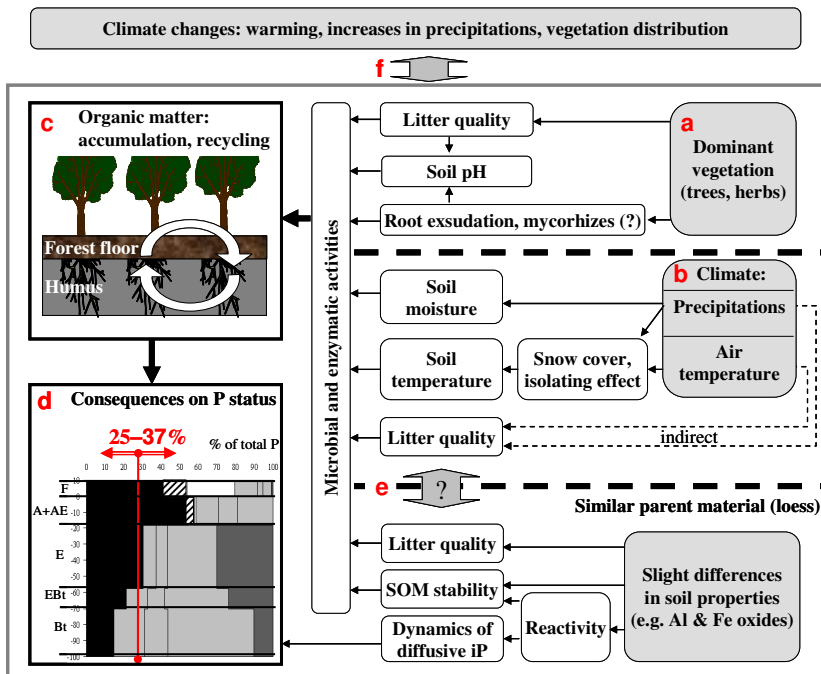 Climate changes: warming, increases in precipitations, vegetation distribution
f
c
Organic matter:
accumulation, recycling
Forest floor
Humus
Microbial and enzymatic activities
Litter quality
Soil pH
Root exsudation, mycorhizes (?)
a
Dominant
vegetation
(trees, herbs)
b Climate:
Precipitations
Air
temperature
Soil
moisture
Soil
temperature
Snow cover,
isolating effect
Litter quality
indirect
d Consequences on P status
25–37%
% of total P
0 10 20 30 40 50 60 70 80 90 100
F
A+AE
E
EBt
Bt
10
0
-10
-20
-30
-40
-50
-60
-70
-80
-90
-100
e
?
Similar parent material (loess)
Litter quality
SOM stability
Dynamics of
diffusive iP
Reactivity
Slight differences
in soil properties
(e.g. Al & Fe oxides)